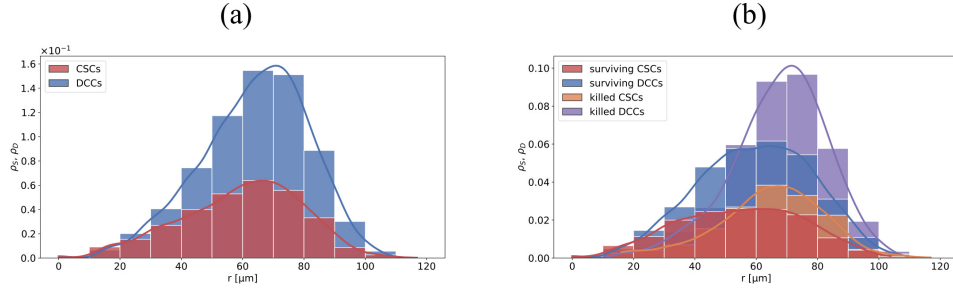 (a)
(b)
×10⁻¹
1.6
1.4
1.2
1.0
0.8
0.6
0.4
0.2
0.0
ρS, ρD
CSCs
DCCs
0 20 40 60 80 100 120
r [μm]
0.10
0.08
0.06
0.04
0.02
0.00
ρS, ρD
surviving CSCs
surviving DCCs
killed CSCs
killed DCCs
0 20 40 60 80 100 120
r [μm]